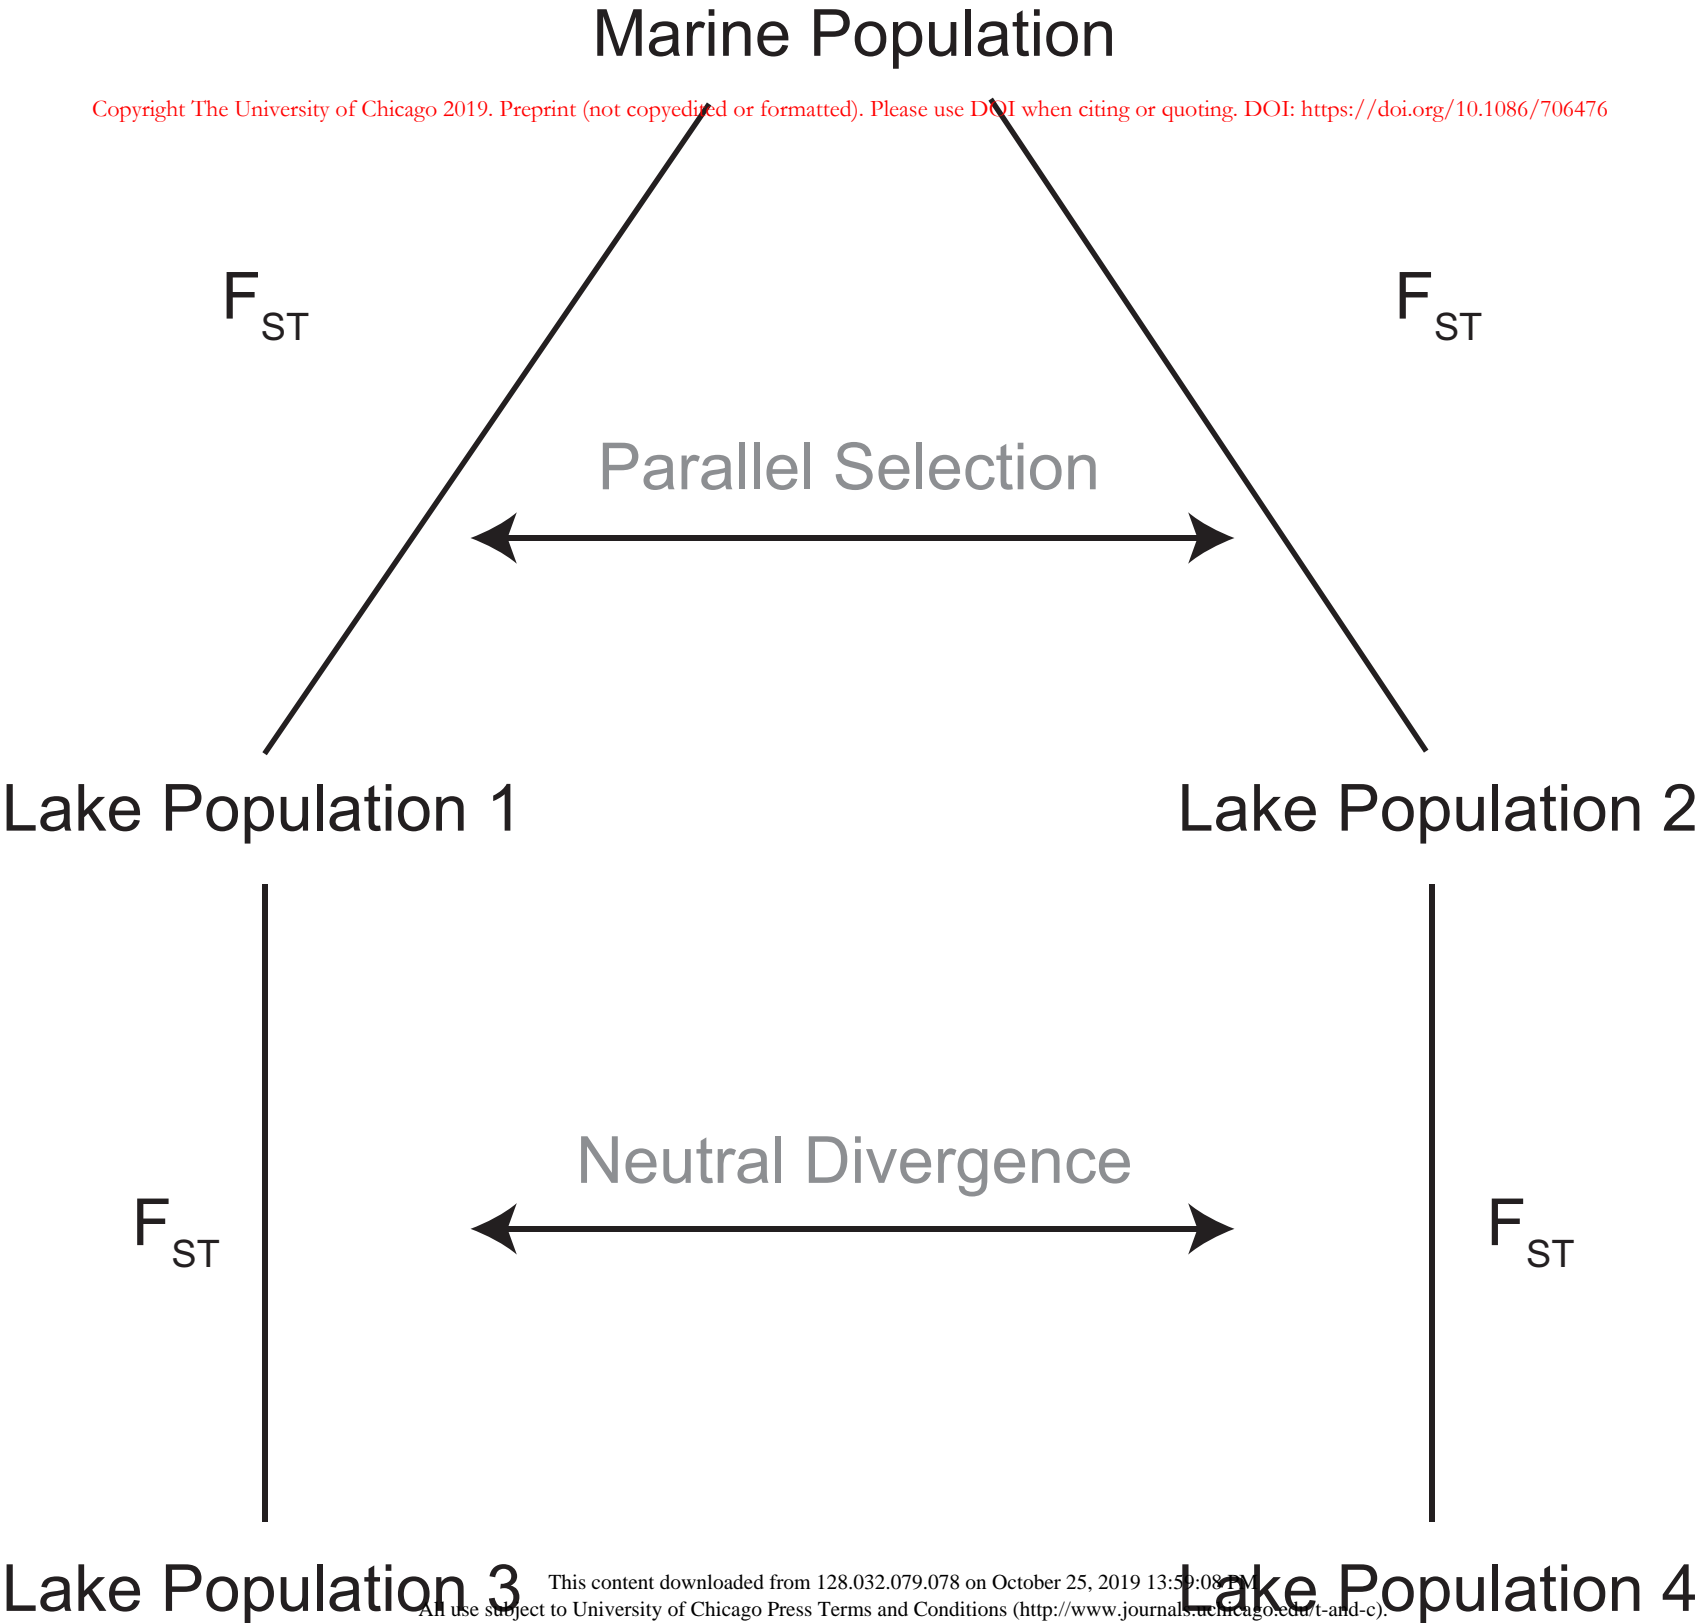 Marine Population
Copyright The University of Chicago 2019. Preprint (not copyedited or formatted). Please use DOI when citing or quoting. DOI: https://doi.org/10.1086/706476
F_ST F_ST
Parallel Selection
Lake Population 1 Lake Population 2
Neutral Divergence
F_ST F_ST
Lake Population 3 Lake Population 4
This content downloaded from 128.032.079.078 on October 25, 2019 13:59:08 PM
All use subject to University of Chicago Press Terms and Conditions (http://www.journals.uchicago.edu/t-and-c).